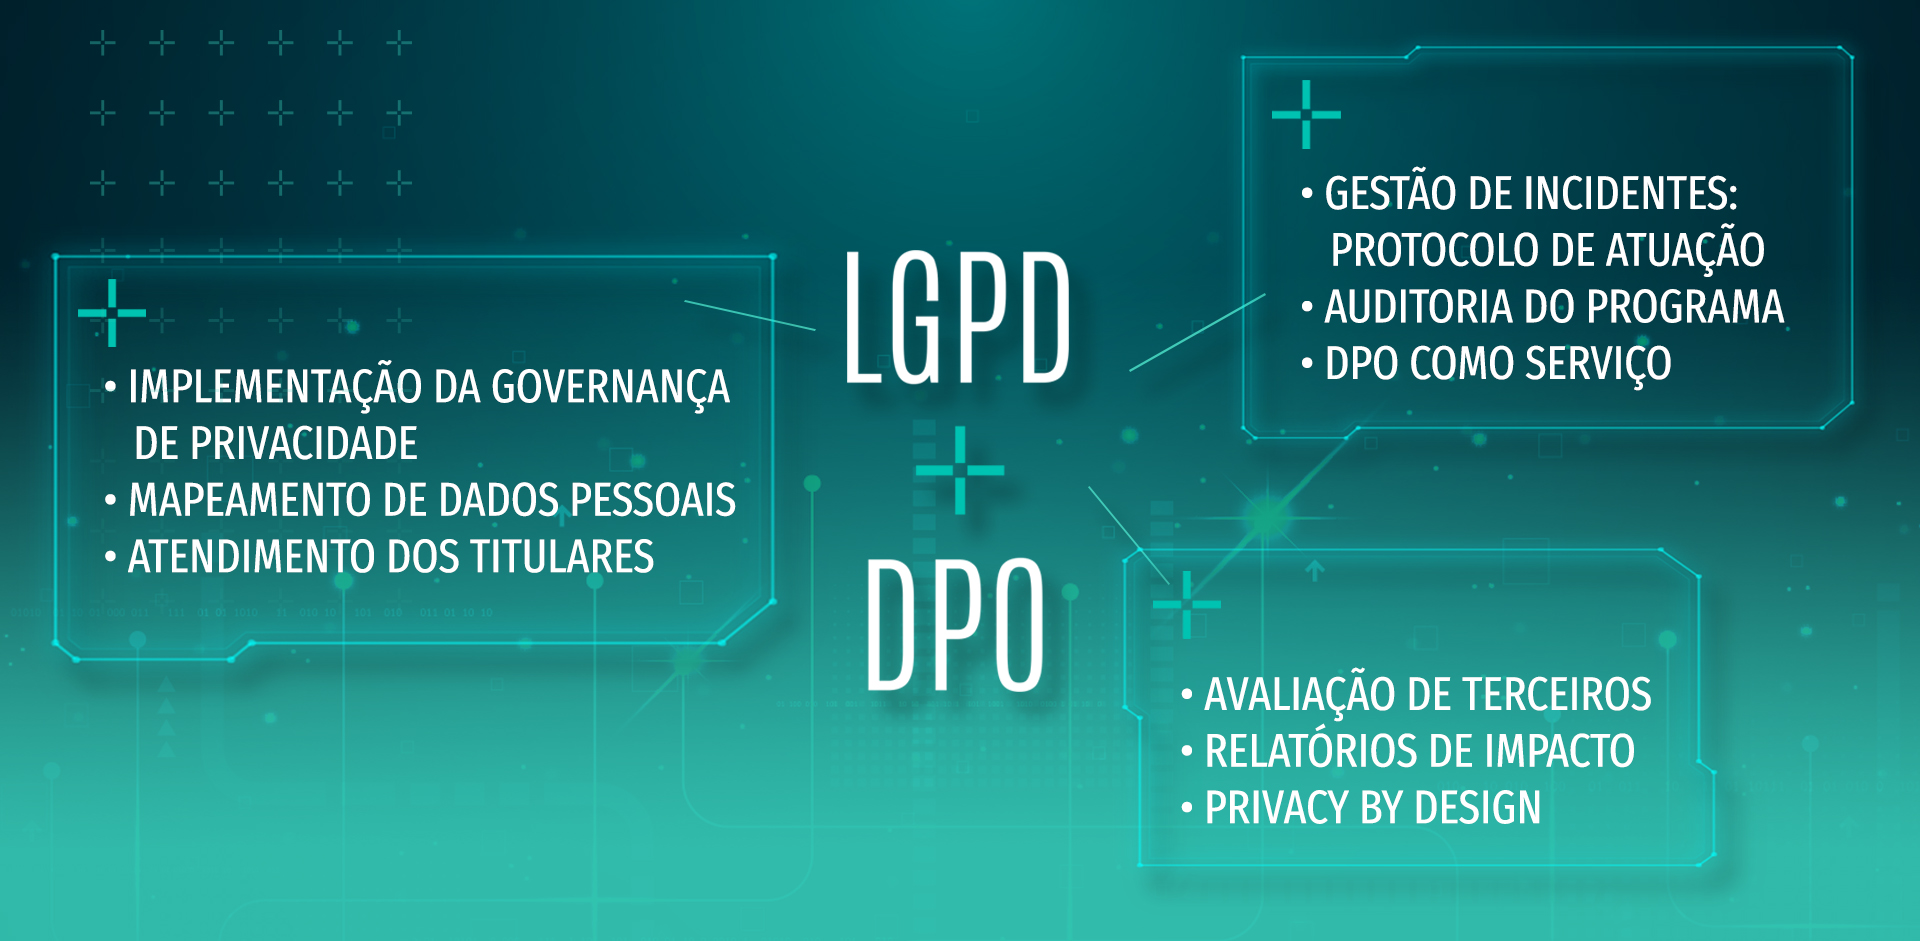 • IMPLEMENTAÇÃO DA GOVERNANÇA
DE PRIVACIDADE
• MAPEAMENTO DE DADOS PESSOAIS
• ATENDIMENTO DOS TITULARES
LGPD
DPO
• GESTÃO DE INCIDENTES:
PROTOCOLO DE ATUAÇÃO
• AUDITORIA DO PROGRAMA
• DPO COMO SERVIÇO
• AVALIAÇÃO DE TERCEIROS
• RELATÓRIOS DE IMPACTO
• PRIVACY BY DESIGN